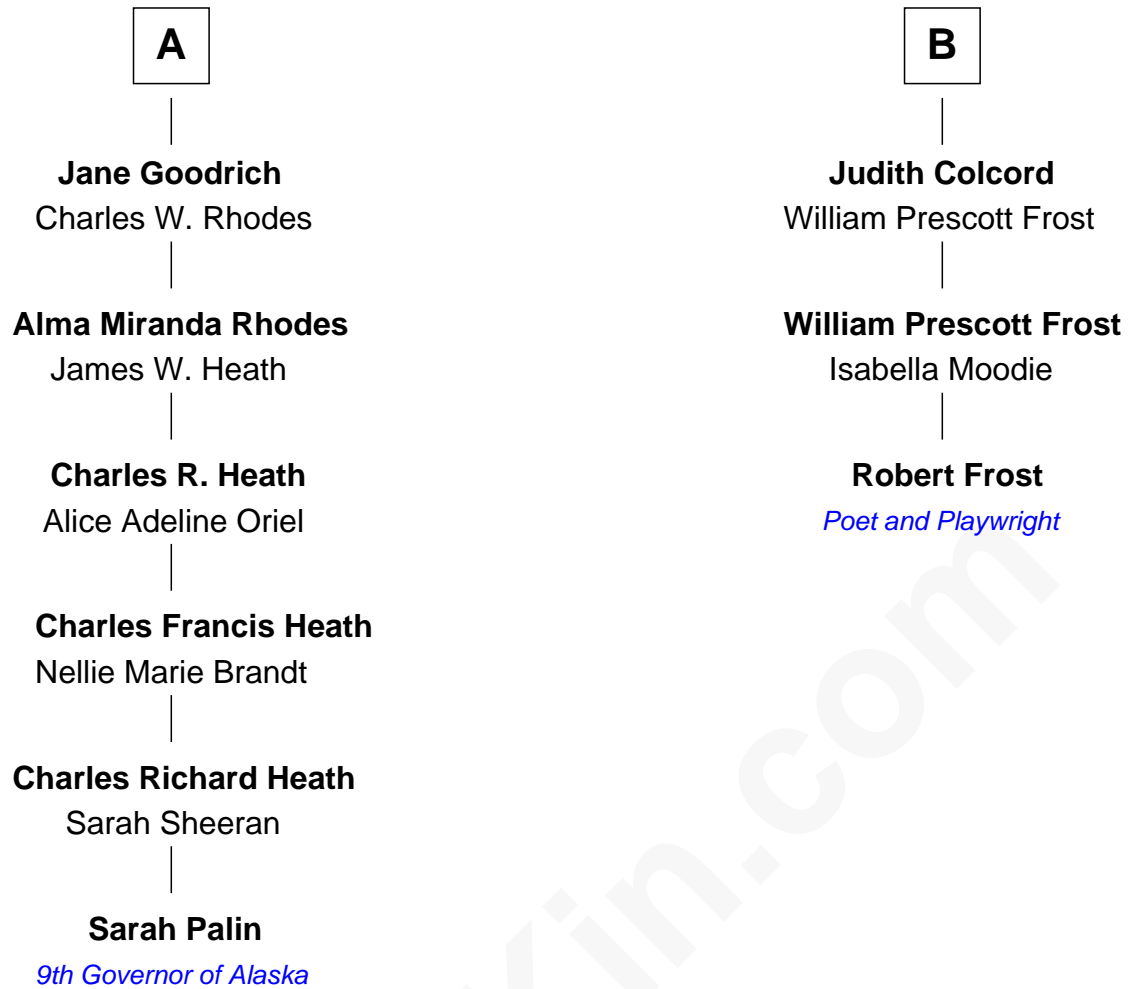 A
Jane Goodrich
Charles W. Rhodes
Alma Miranda Rhodes
James W. Heath
Charles R. Heath
Alice Adeline Oriel
Charles Francis Heath
Nellie Marie Brandt
Charles Richard Heath
Sarah Sheeran
Sarah Palin
9th Governor of Alaska
B
Judith Colcord
William Prescott Frost
William Prescott Frost
Isabella Moodie
Robert Frost
Poet and Playwright
Kin.com